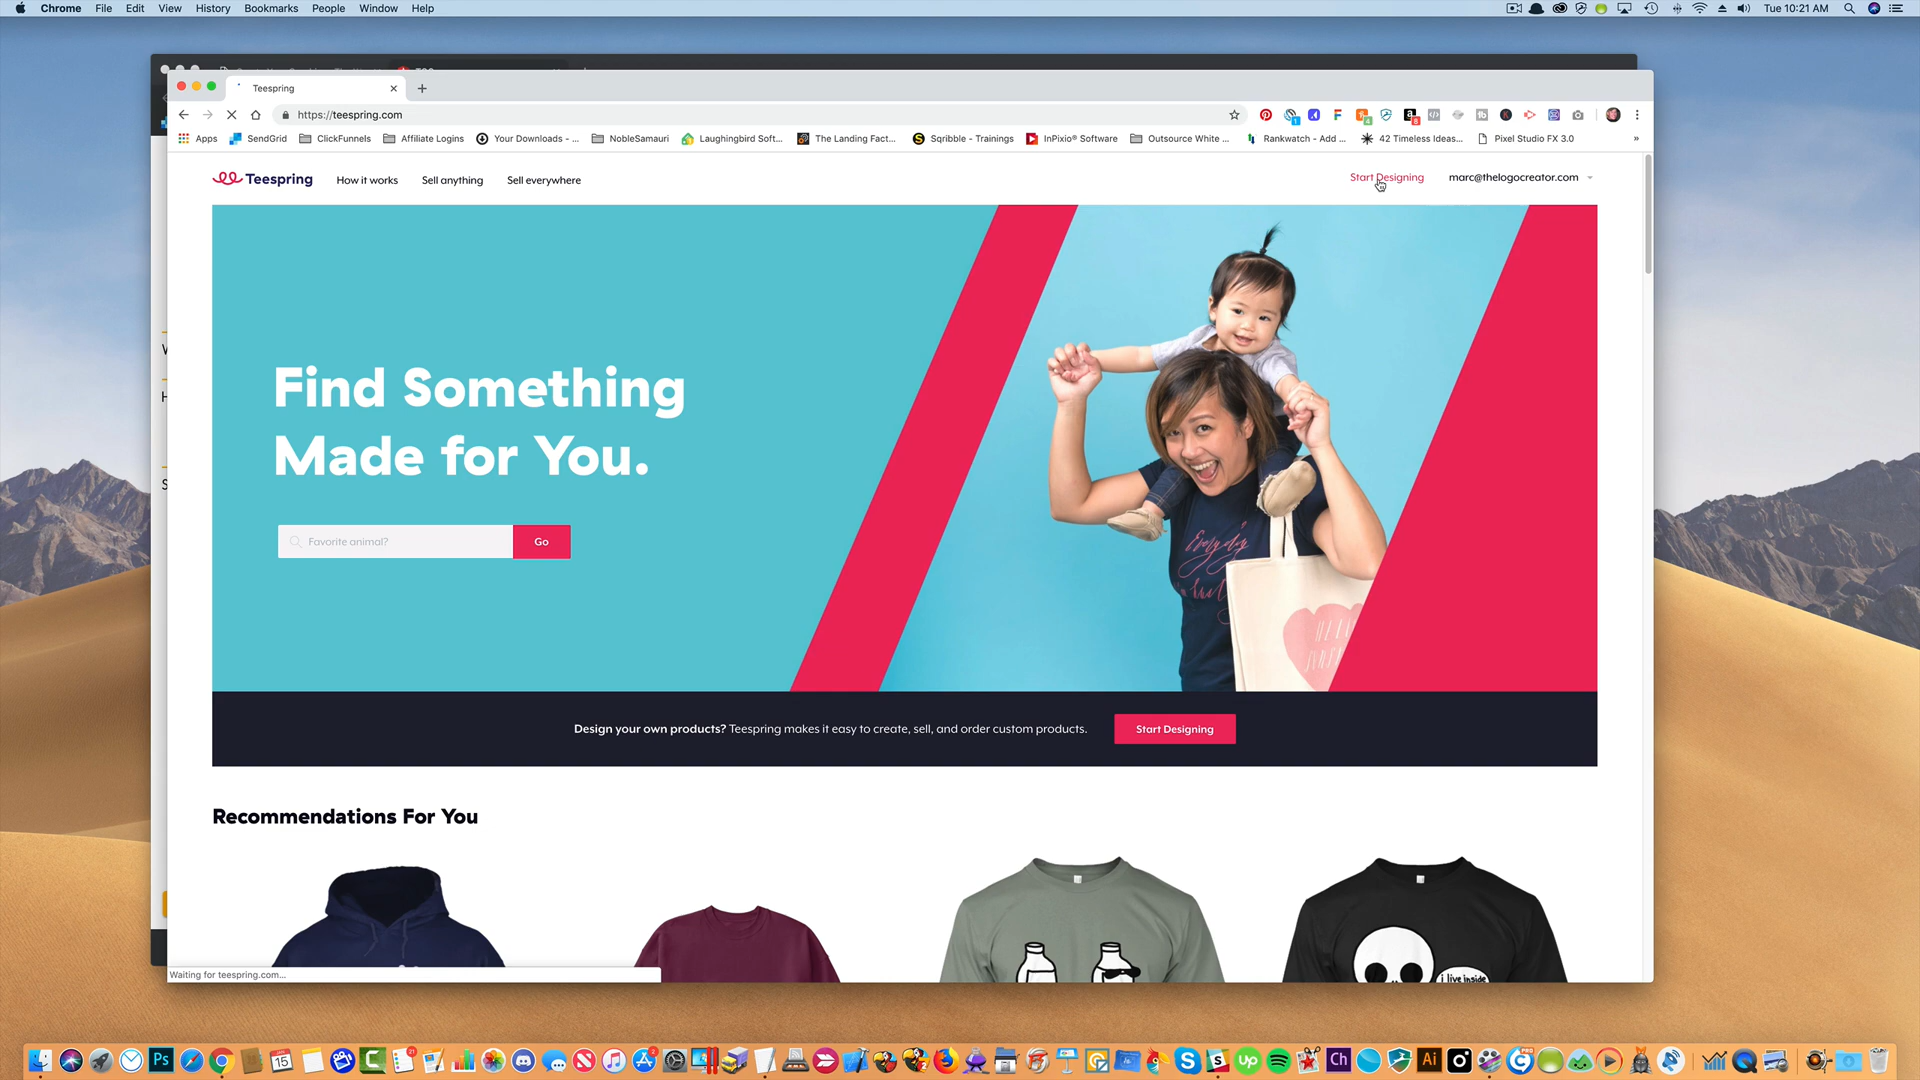 Chrome File Edit View History Bookmarks People Window Help
Tue 10:21 AM
Teespring
https://teespring.com
Apps SendGrid ClickFunnels Affiliate Logins Your Downloads - ... NobleSamauri Laughingbird Soft... The Landing Fact... Sqribble - Trainings InPixio® Software Outsource White ... Rankwatch - Add ... 42 Timeless Ideas... Pixel Studio FX 3.0 »
Teespring How it works Sell anything Sell everywhere Start Designing marc@thelogocreator.com
Find Something
Made for You.
Favorite animal? Go
Everyday
HELLO
Design your own products? Teespring makes it easy to create, sell, and order custom products. Start Designing
Recommendations For You
i live inside
Waiting for teespring.com...